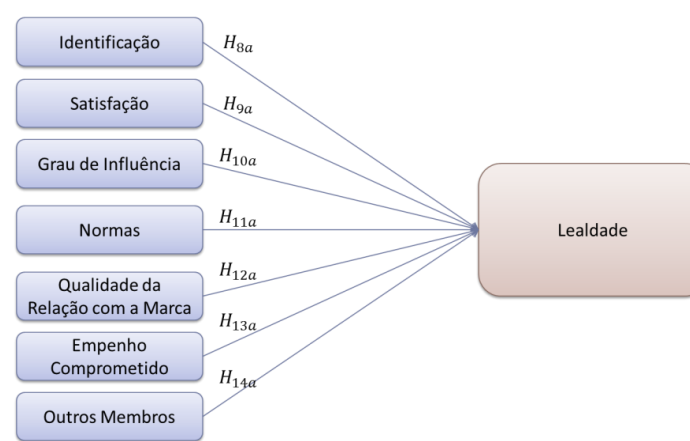 Identificação
H8a
Satisfação
H9a
Grau de Influência
H10a
Normas
H11a
Lealdade
Qualidade da
Relação com a Marca
H12a
Empenho
Comprometido
H13a
Outros Membros
H14a